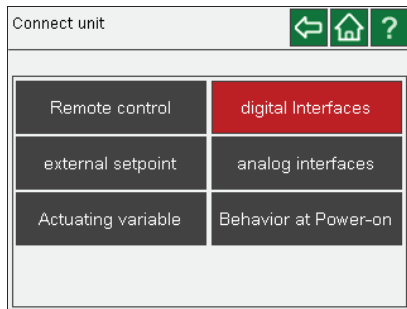 Connect unit
?
Remote control
digital Interfaces
external setpoint
analog interfaces
Actuating variable
Behavior at Power-on